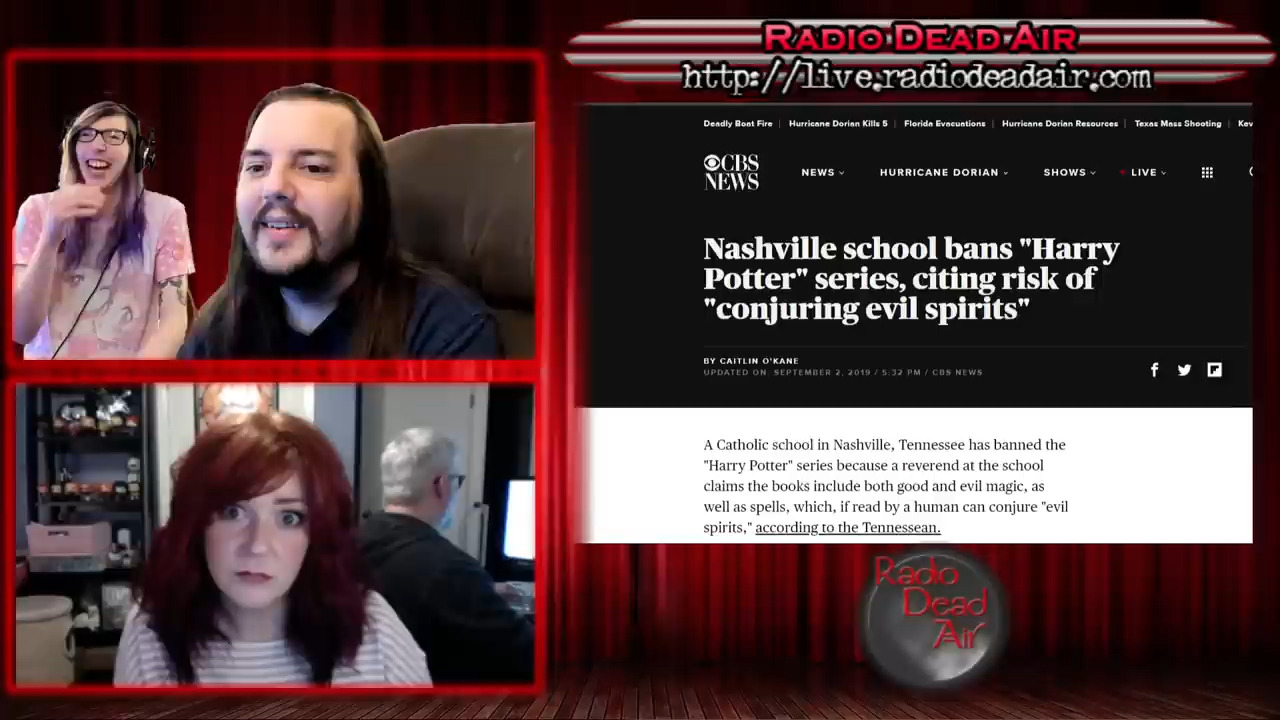 RADIO DEAD AIR
http://live.radiodeadair.com
Deadly Boat Fire
Hurricane Dorian Kills 5
Florida Evacuations
Hurricane Dorian Resources
Texas Mass Shooting
CBS
NEWS
NEWS
HURRICANE DORIAN
SHOWS
LIVE
Nashville school bans "Harry
Potter" series, citing risk of
"conjuring evil spirits"
BY CAITLIN O'KANE
UPDATED ON: SEPTEMBER 2, 2019 / 5:32 PM / CBS NEWS
A Catholic school in Nashville, Tennessee has banned the
"Harry Potter" series because a reverend at the school
claims the books include both good and evil magic, as
well as spells, which, if read by a human can conjure "evil
spirits," according to the Tennessean.
Radio
Dead
Air